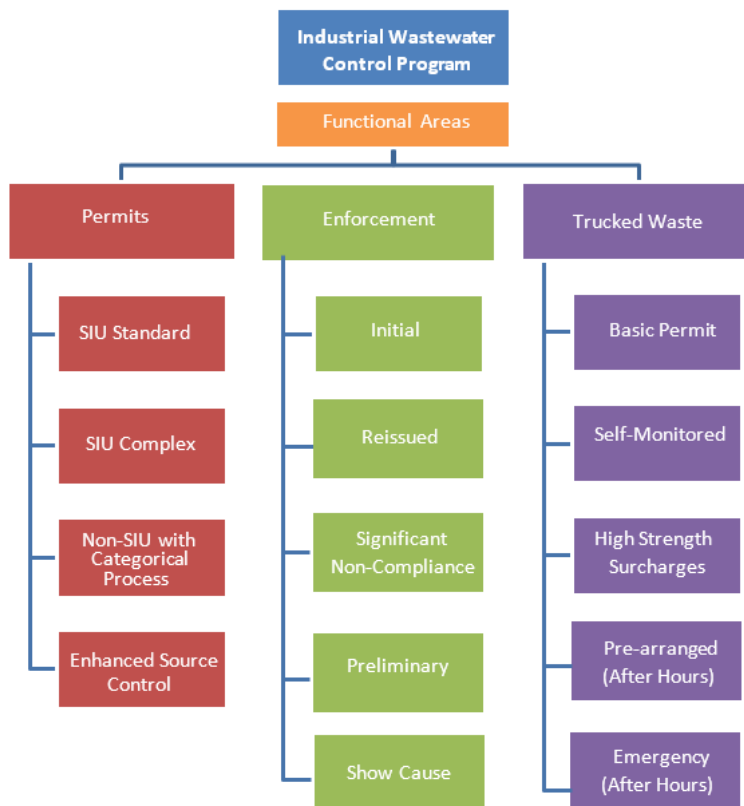 Industrial Wastewater
Control Program
Functional Areas
Permits
SIU Standard
SIU Complex
Non-SIU with
Categorical
Process
Enhanced Source
Control
Enforcement
Initial
Reissued
Significant
Non-Compliance
Preliminary
Show Cause
Trucked Waste
Basic Permit
Self-Monitored
High Strength
Surcharges
Pre-arranged
(After Hours)
Emergency
(After Hours)